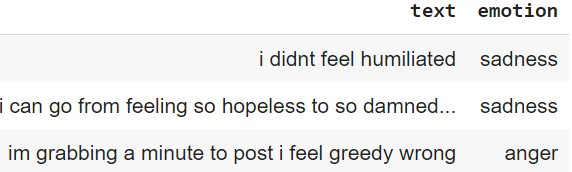 text emotion
i didnt feel humiliated sadness
i can go from feeling so hopeless to so damned... sadness
im grabbing a minute to post i feel greedy wrong anger